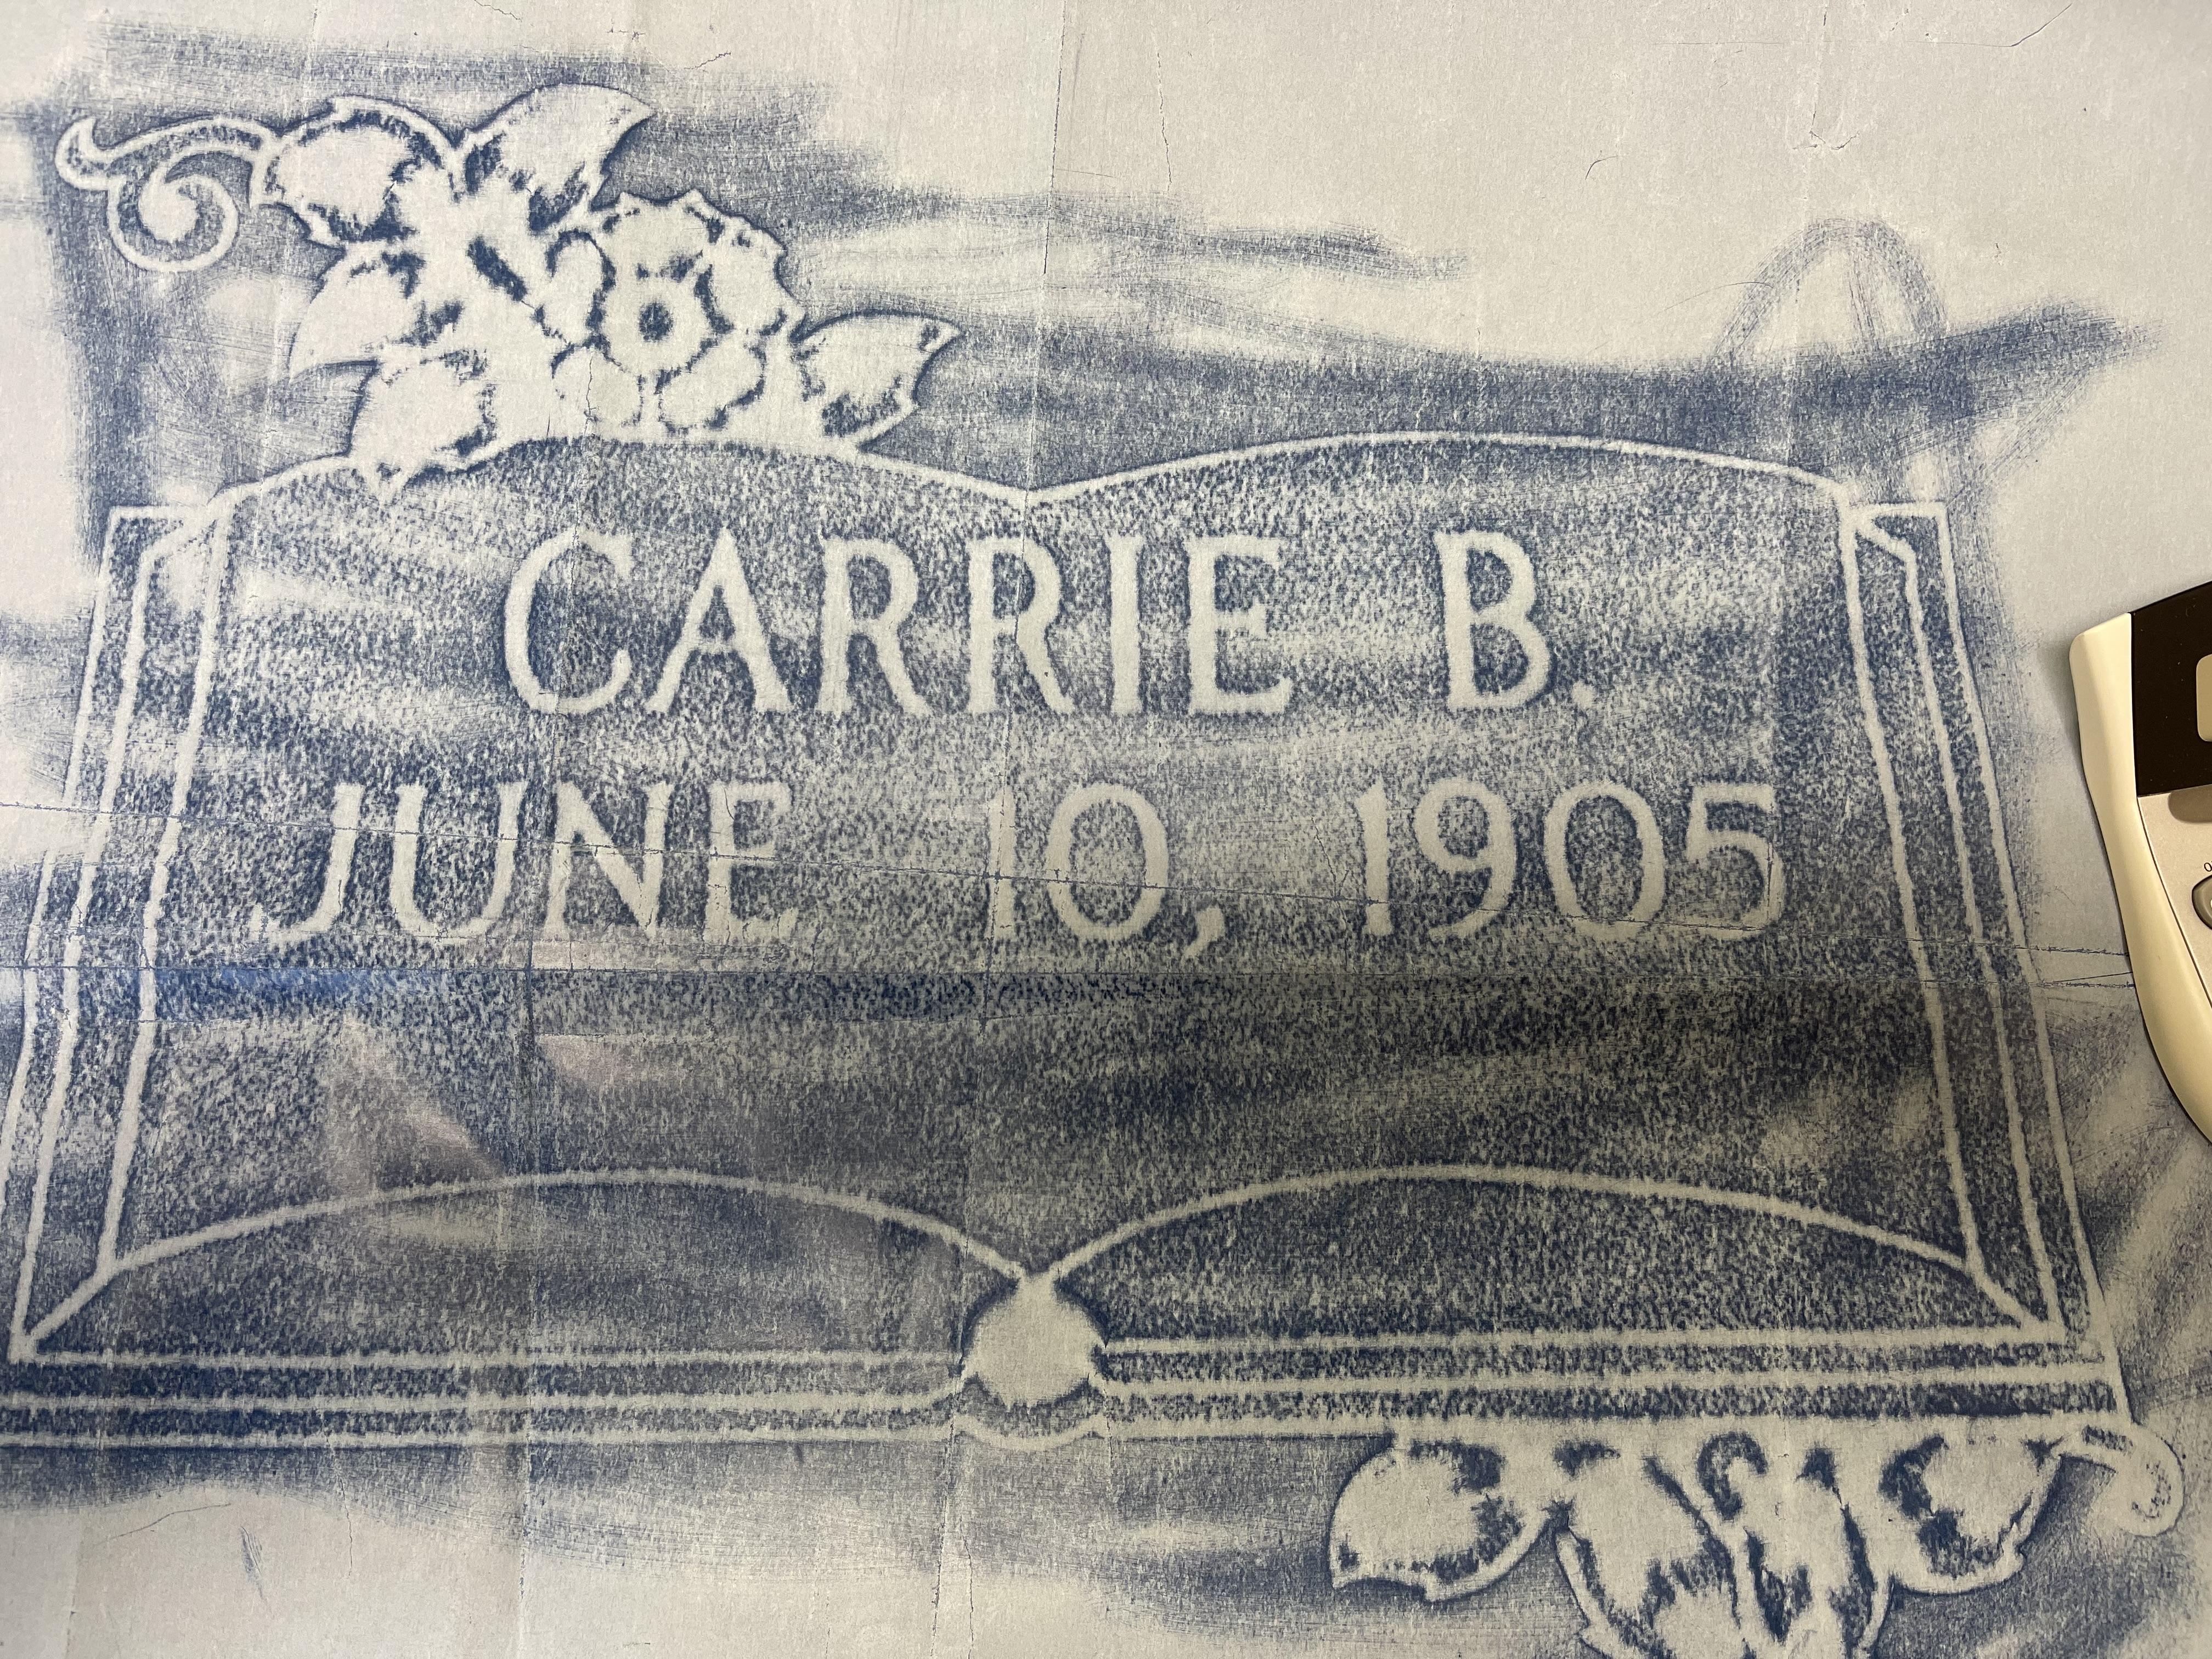 CARRIE B.
JUNE 10, 1905